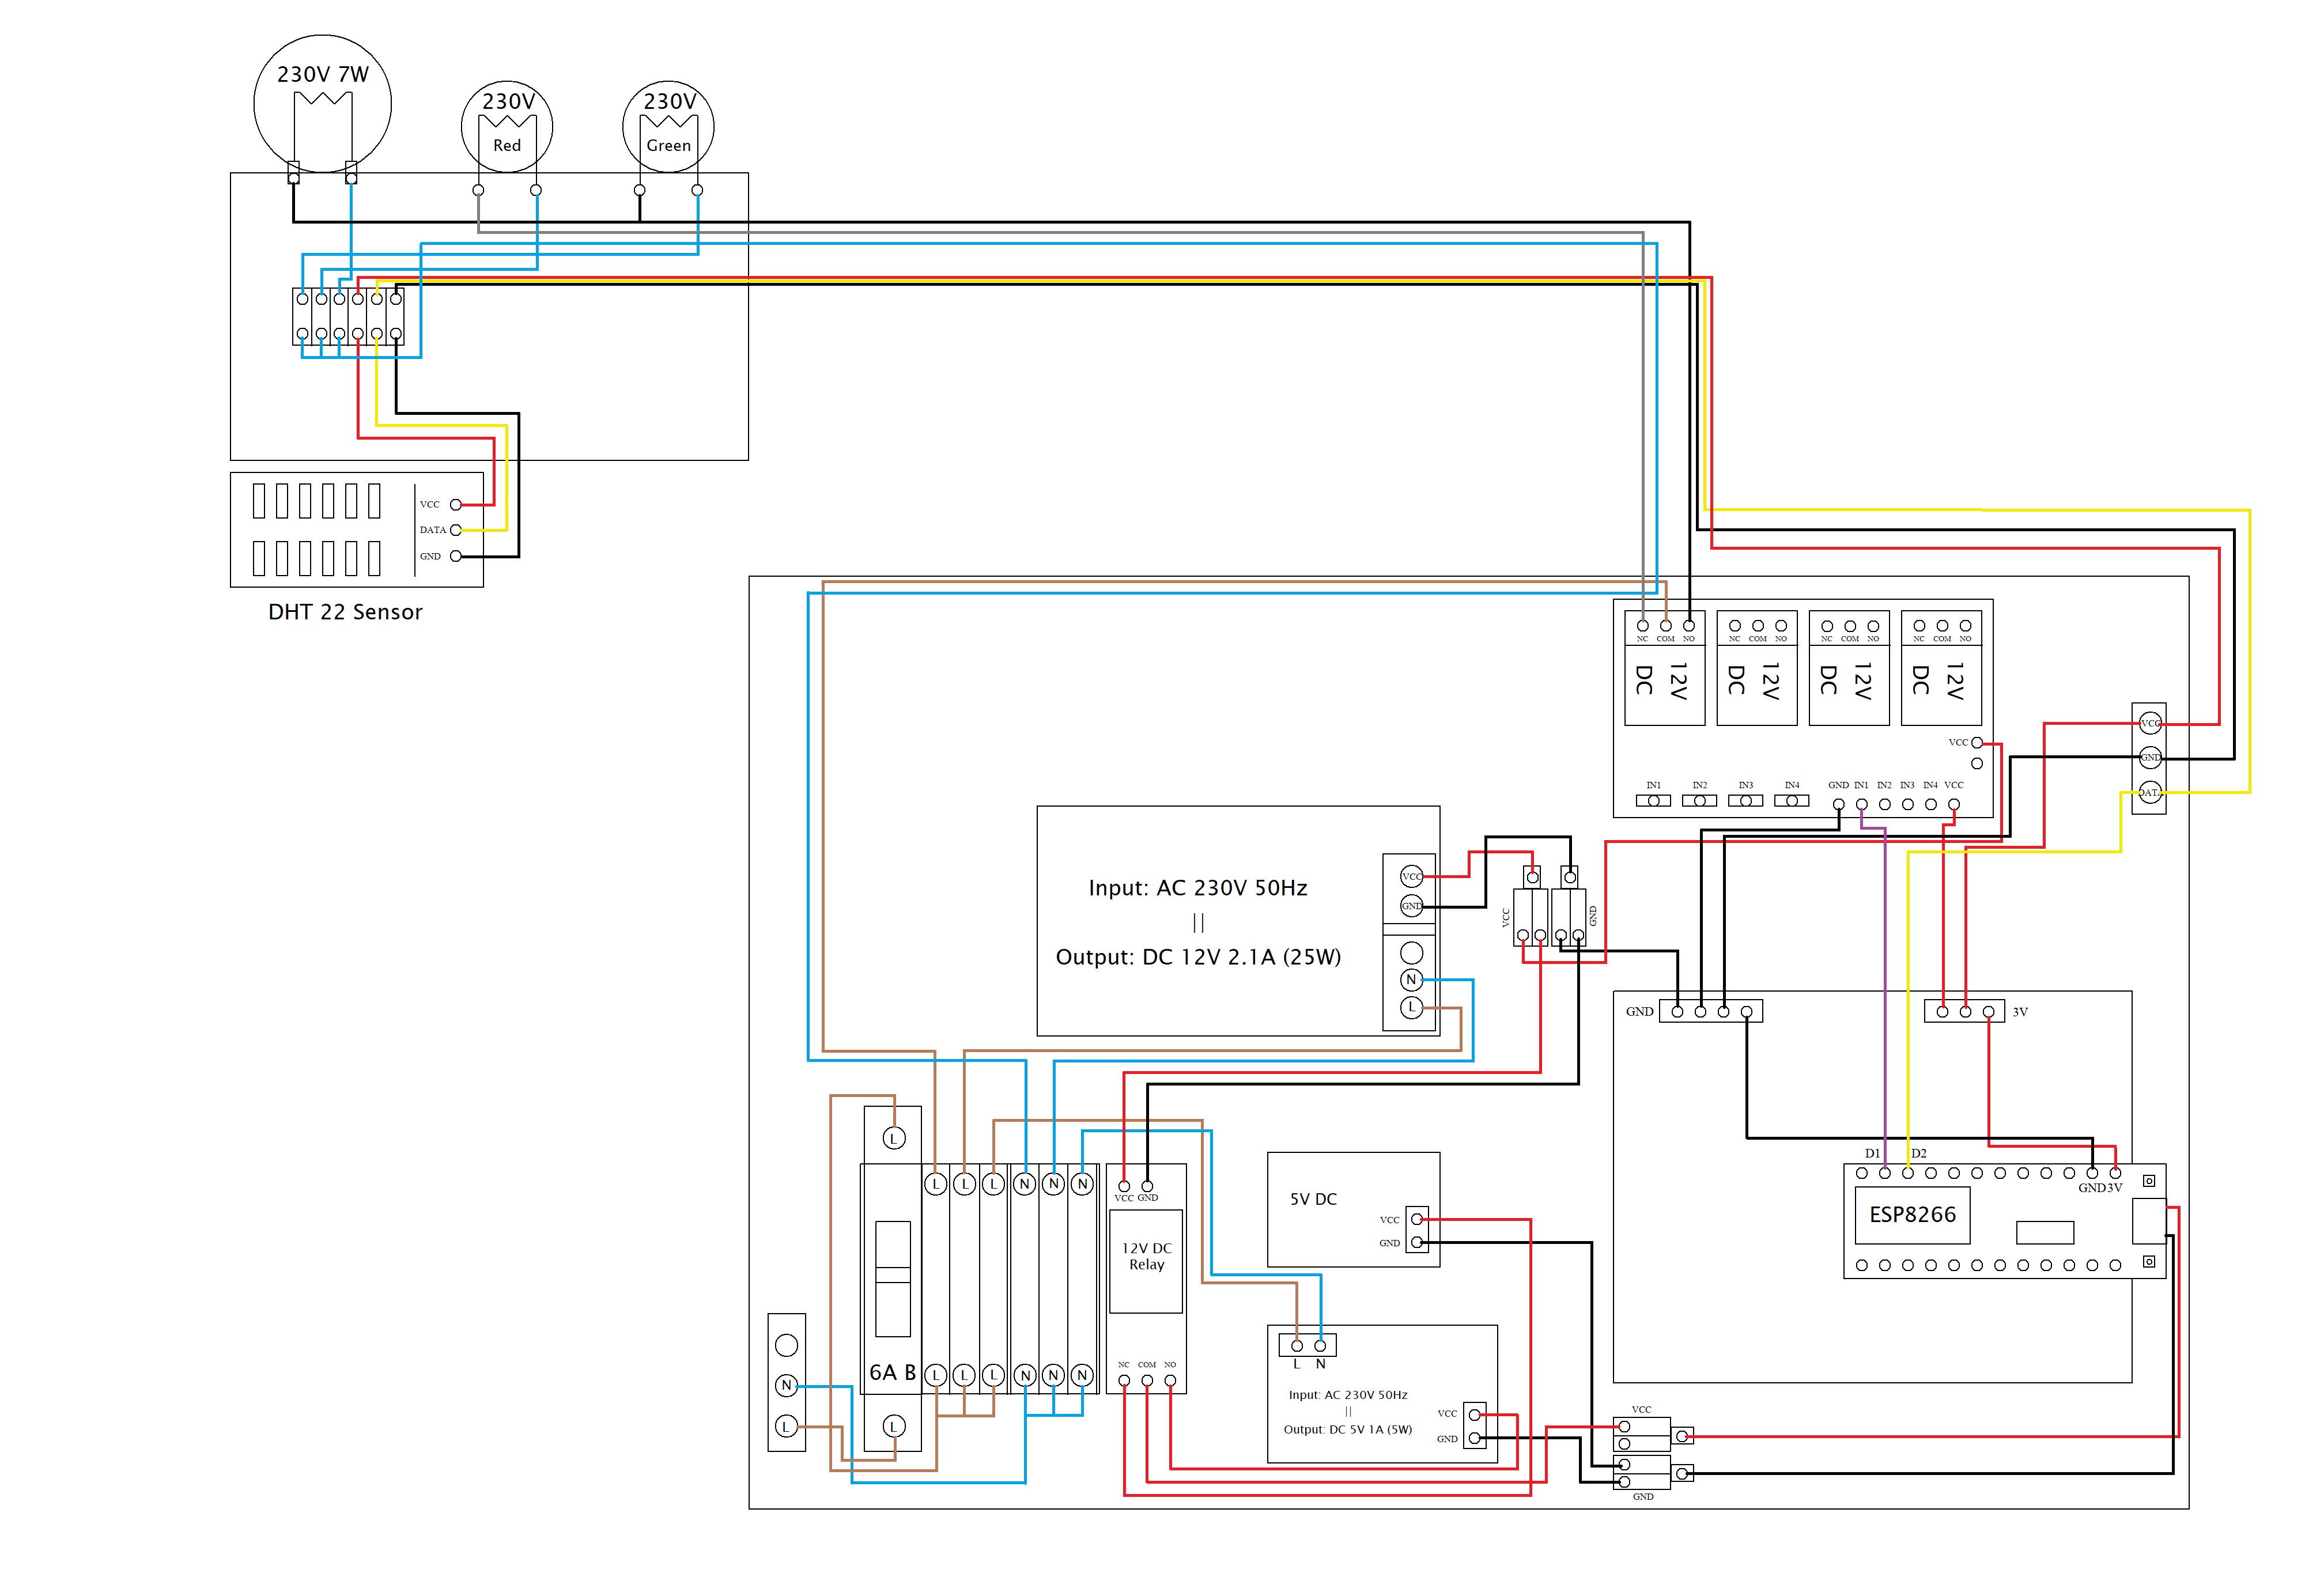 230V 7W
230V
Red
230V
Green
VCC
DATA
GND
DHT 22 Sensor
NC COM NO
NC COM NO
NC COM NO
NC COM NO
DC 12V
DC 12V
DC 12V
DC 12V
VCC
IN1 IN2 IN3 IN4
GND IN1 IN2 IN3 IN4 VCC
VCC
GND
DATA
Input: AC 230V 50Hz
||
Output: DC 12V 2.1A (25W)
VCC
GND
N
L
VCC
GND
GND
3V
D1 D2
GND 3V
ESP8266
L
L L L N N N
6A B
L L L N N N
L
N
L
VCC GND
12V DC
Relay
NC COM NO
5V DC
VCC
GND
L N
Input: AC 230V 50Hz
||
Output: DC 5V 1A (5W)
VCC
GND
VCC
GND